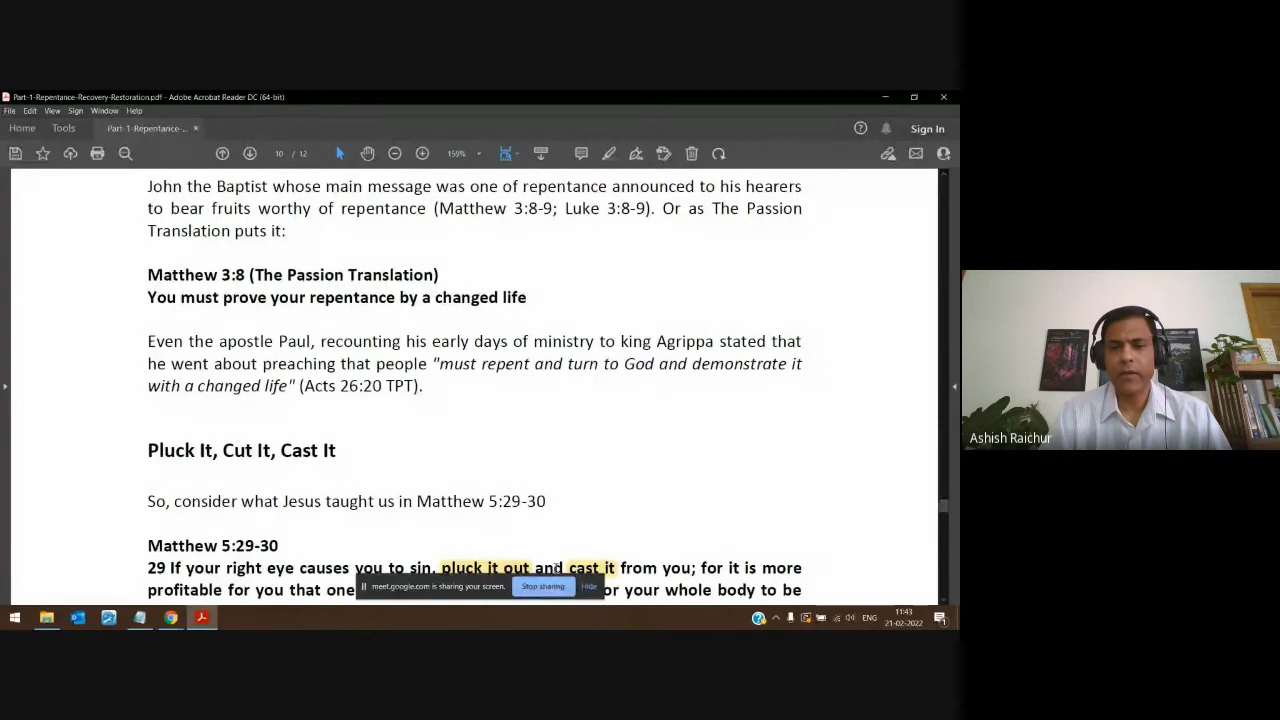 Part-1-Repentance-Recovery-Restoration.pdf - Adobe Acrobat Reader DC (64-bit)
File Edit View Sign Window Help
Home Tools Part-1-Repentance-... × Sign In
10 / 12 159%
John the Baptist whose main message was one of repentance announced to his hearers
to bear fruits worthy of repentance (Matthew 3:8-9; Luke 3:8-9). Or as The Passion
Translation puts it:
Matthew 3:8 (The Passion Translation)
You must prove your repentance by a changed life
Even the apostle Paul, recounting his early days of ministry to king Agrippa stated that
he went about preaching that people "must repent and turn to God and demonstrate it
with a changed life" (Acts 26:20 TPT).
Pluck It, Cut It, Cast It
So, consider what Jesus taught us in Matthew 5:29-30
Matthew 5:29-30
29 If your right eye causes you to sin, pluck it out and cast it from you; for it is more
profitable for you that one or your whole body to be
meet.google.com is sharing your screen. Stop sharing Hide
ENG 11:43
21-02-2022
Ashish Raichur